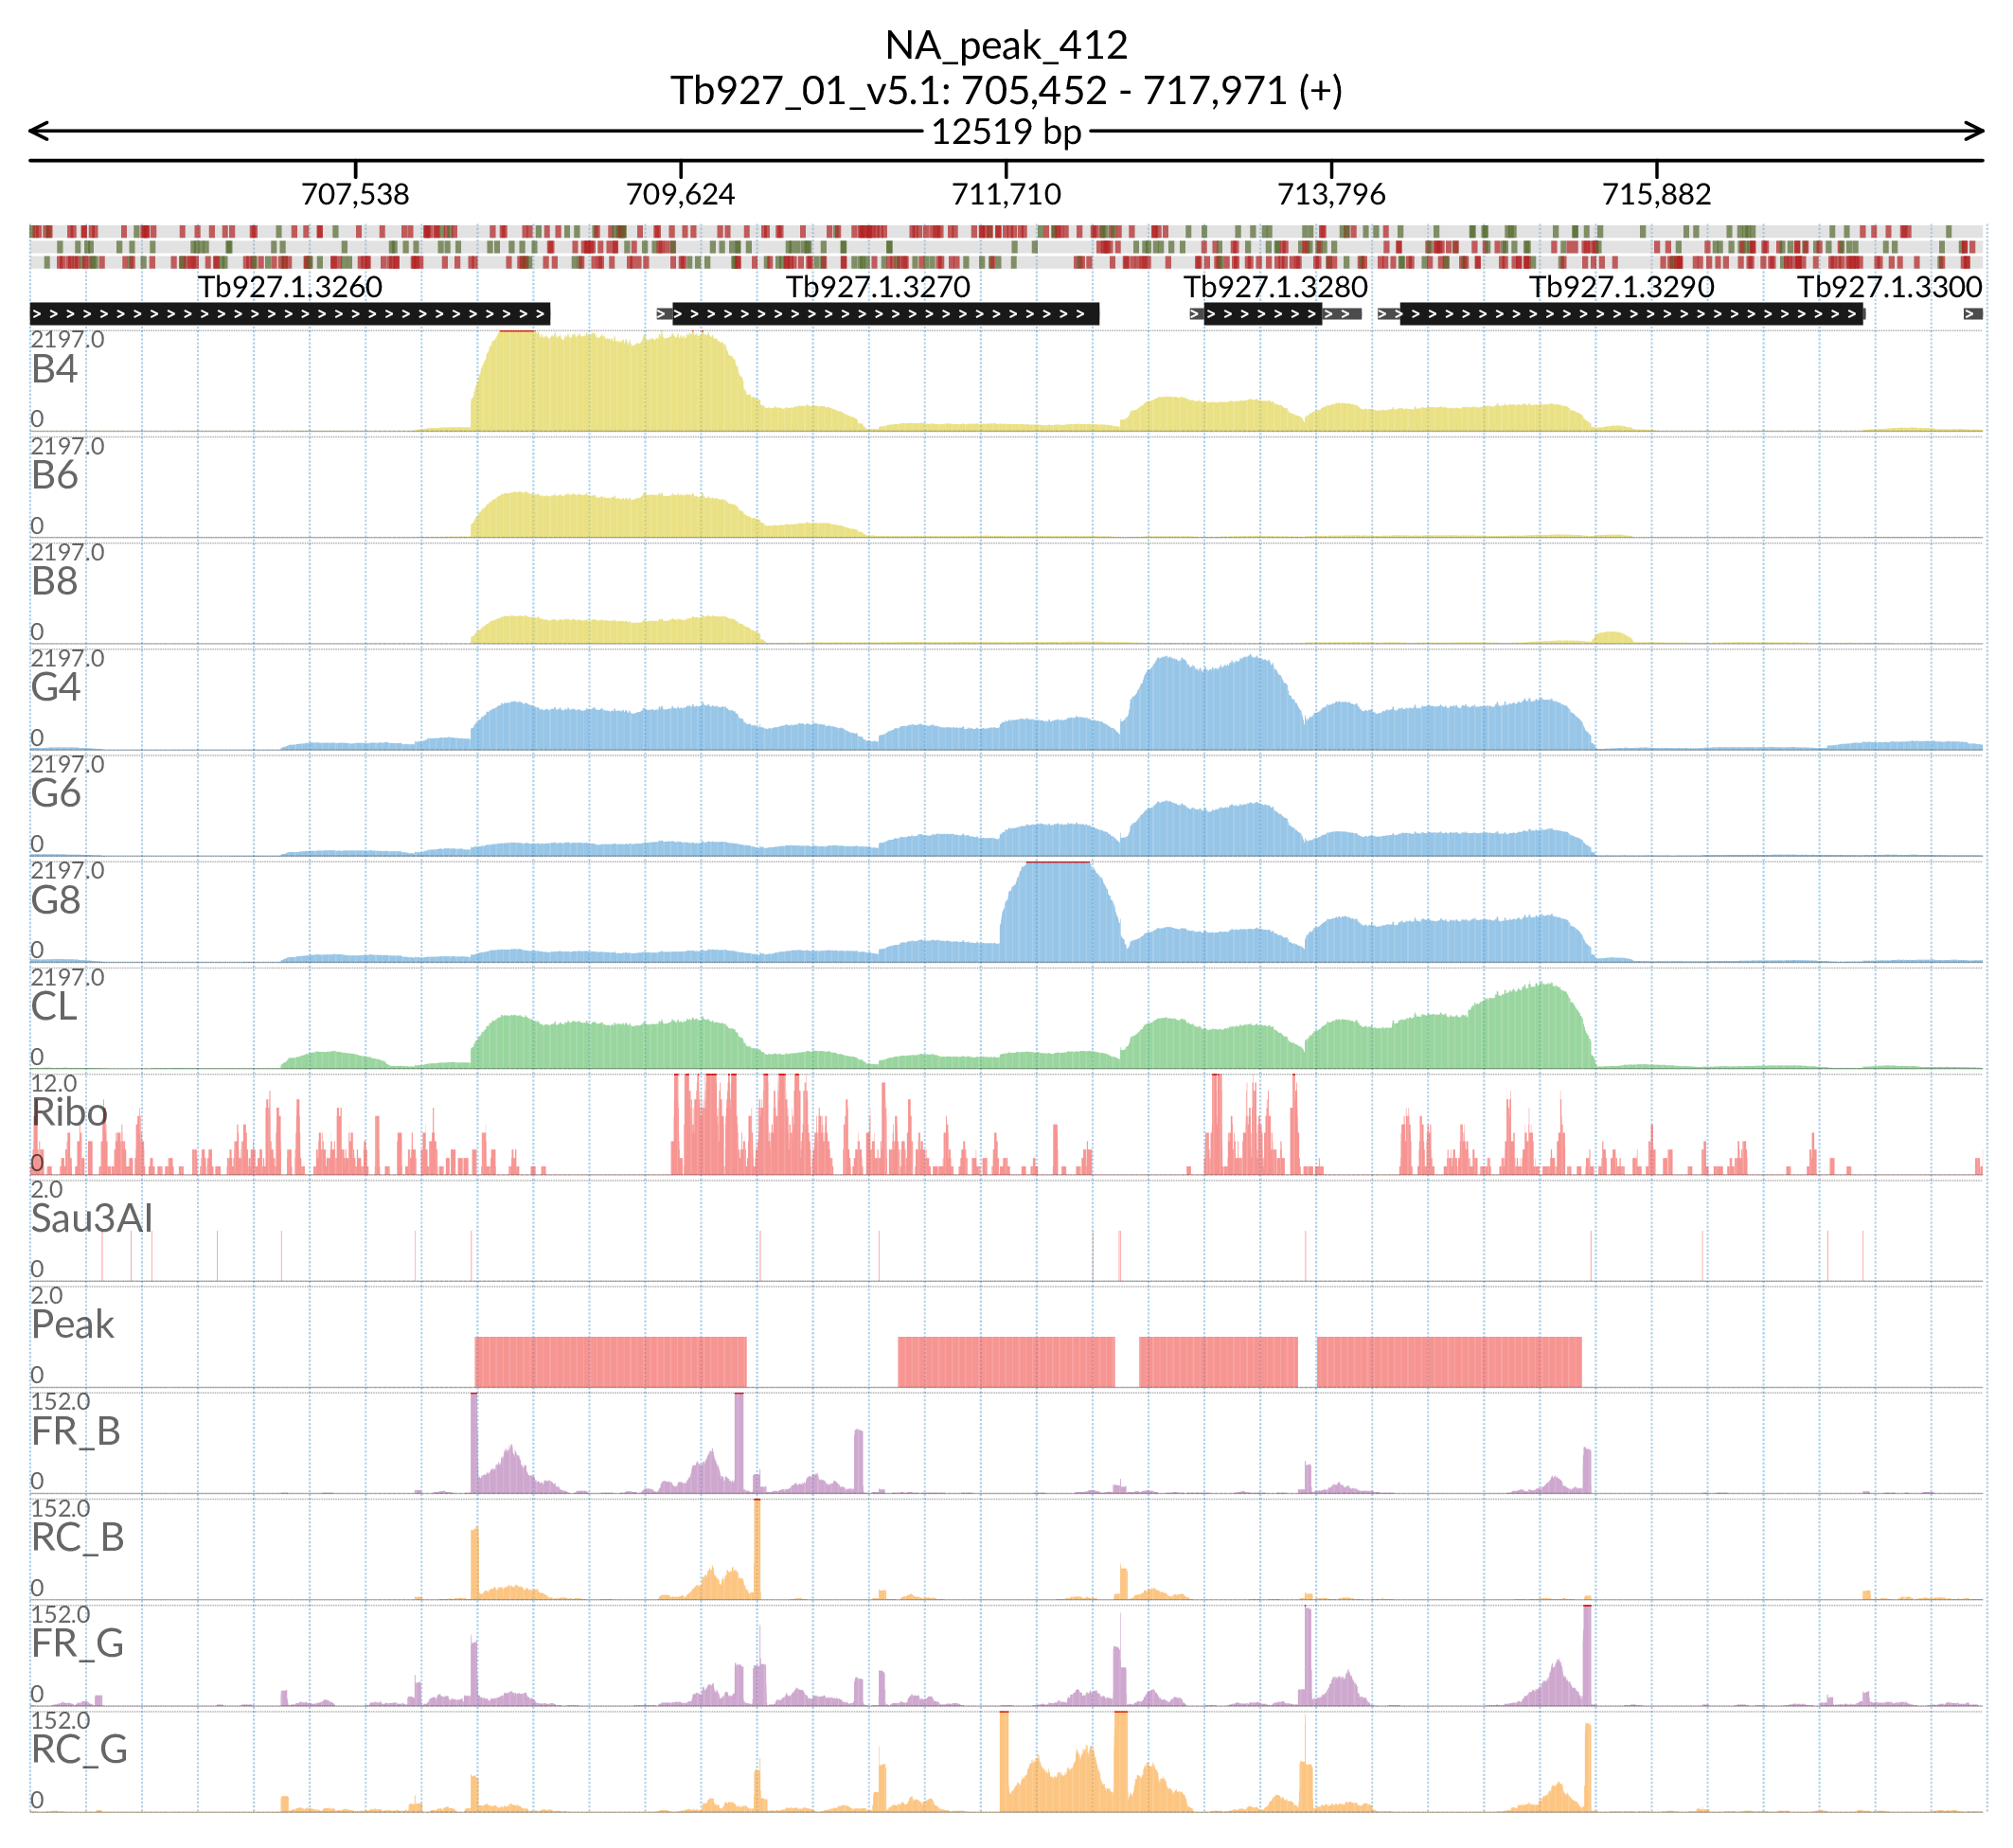 NA_peak_412
Tb927_01_v5.1: 705,452 - 717,971 (+)
12519 bp
707,538 709,624 711,710 713,796 715,882
Tb927.1.3260 Tb927.1.3270 Tb927.1.3280 Tb927.1.3290 Tb927.1.3300
2197.0
B4
0
2197.0
B6
0
2197.0
B8
0
2197.0
G4
0
2197.0
G6
0
2197.0
G8
0
2197.0
CL
0
12.0
Ribo
0
2.0
Sau3AI
0
2.0
Peak
0
152.0
FR_B
0
152.0
RC_B
0
152.0
FR_G
0
152.0
RC_G
0